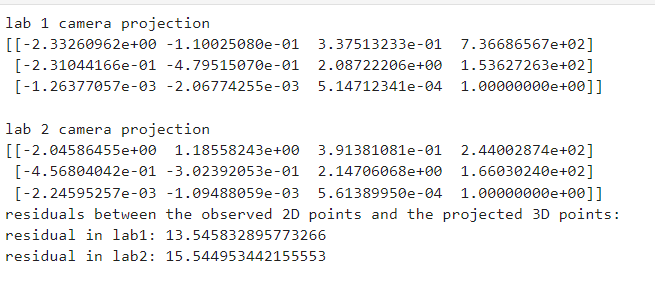 lab 1 camera projection
[[-2.33260962e+00 -1.10025080e-01  3.37513233e-01  7.36686567e+02]
 [-2.31044166e-01 -4.79515070e-01  2.08722206e+00  1.53627263e+02]
 [-1.26377057e-03 -2.06774255e-03  5.14712341e-04  1.00000000e+00]]

lab 2 camera projection
[[-2.04586455e+00  1.18558243e+00  3.91381081e-01  2.44002874e+02]
 [-4.56804042e-01 -3.02392053e-01  2.14706068e+00  1.66030240e+02]
 [-2.24595257e-03 -1.09488059e-03  5.61389950e-04  1.00000000e+00]]
residuals between the observed 2D points and the projected 3D points:
residual in lab1: 13.545832895773266
residual in lab2: 15.544953442155553